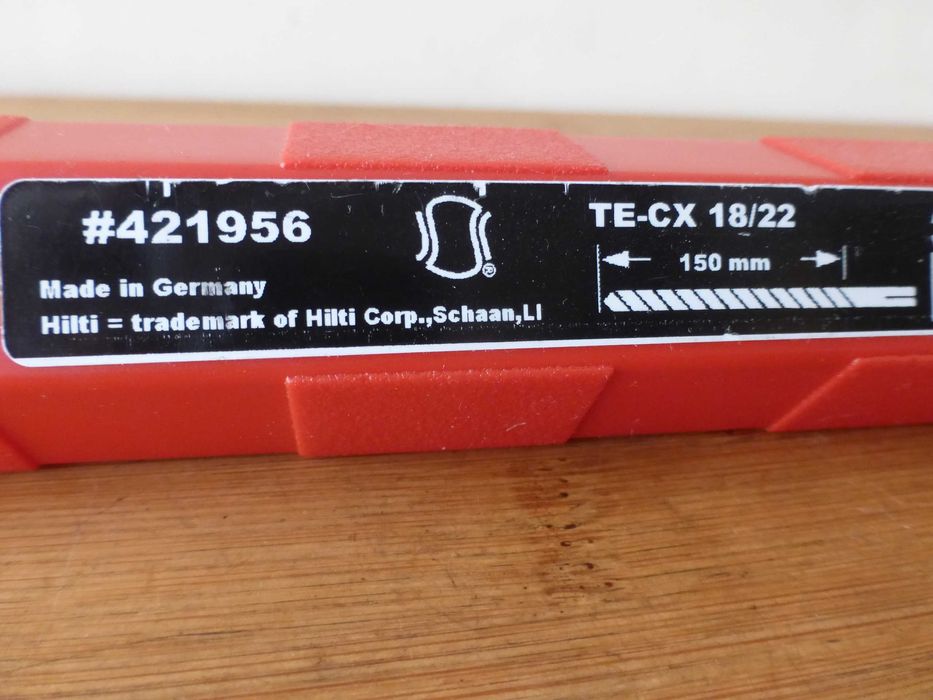 #421956
Made in Germany
Hilti = trademark of Hilti Corp.,Schaan,LI
®
TE-CX 18/22
150 mm